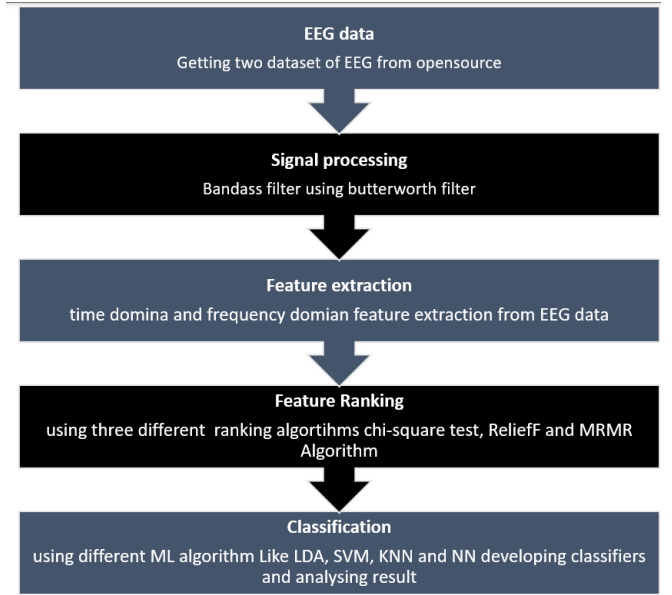 EEG data
Getting two dataset of EEG from opensource
Signal processing
Bandass filter using butterworth filter
Feature extraction
time domina and frequency domian feature extraction from EEG data
Feature Ranking
using three different  ranking algortihms chi-square test, ReliefF and MRMR
Algorithm
Classification
using different ML algorithm Like LDA, SVM, KNN and NN developing classifiers
and analysing result